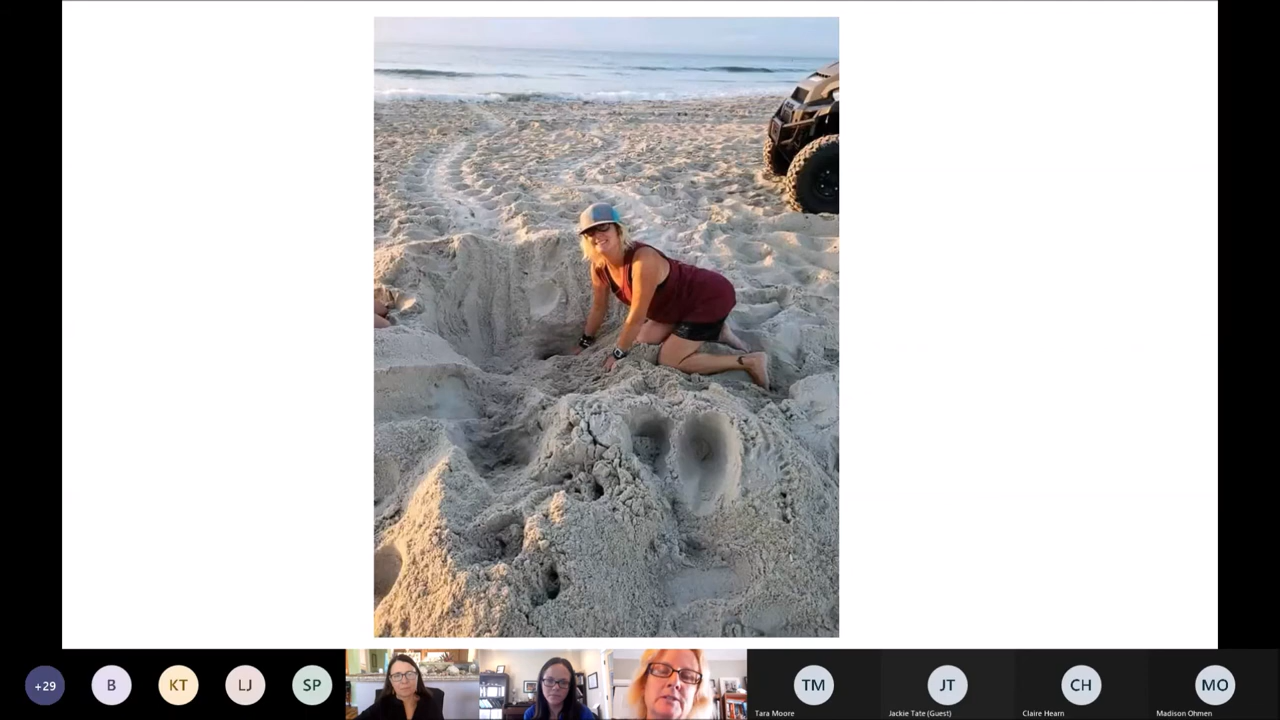 +29
B
KT
LJ
SP
TM
JT
CH
MO
Tara Moore
Jackie Tate (Guest)
Claire Hearn
Madison Ohmen